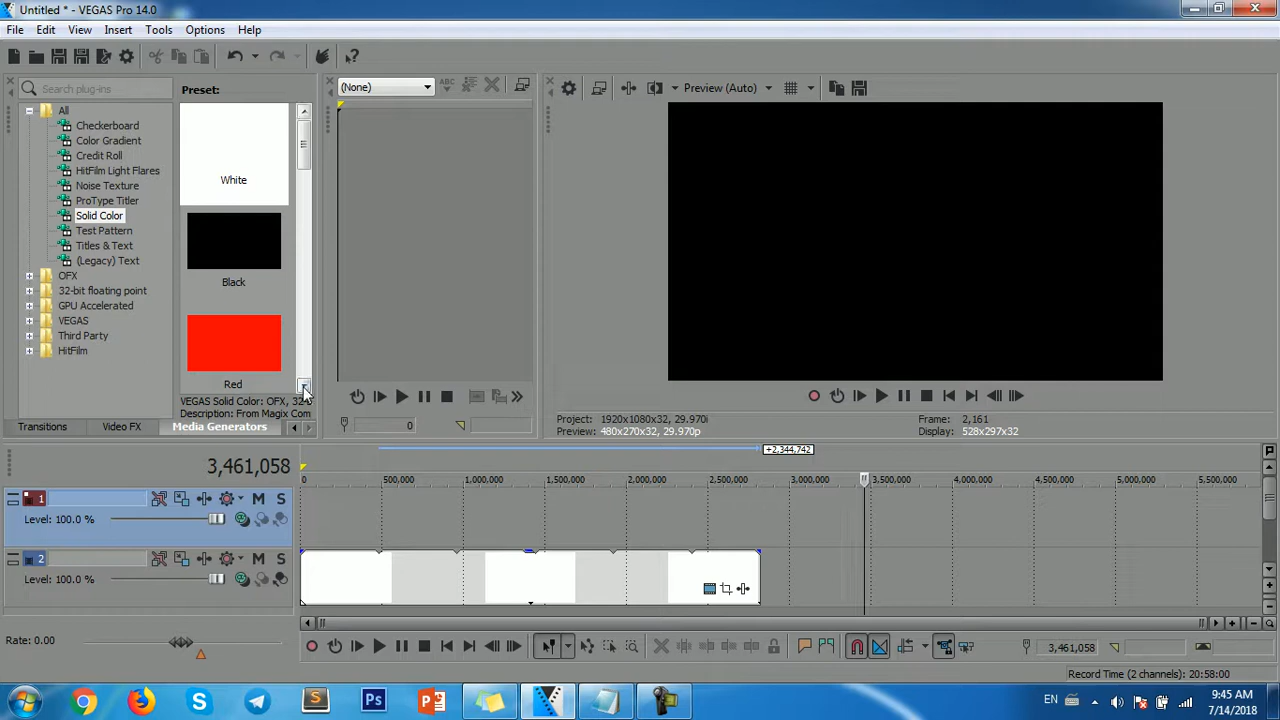 Untitled * - VEGAS Pro 14.0
File Edit View Insert Tools Options Help
Search plug-ins
Preset:
(None)
Preview (Auto)
All
Checkerboard
Color Gradient
Credit Roll
HitFilm Light Flares
Noise Texture
ProType Titler
Solid Color
Test Pattern
Titles & Text
(Legacy) Text
OFX
32-bit floating point
GPU Accelerated
VEGAS
Third Party
HitFilm
White
Black
Red
VEGAS Solid Color: OFX, 32-
Description: From Magix Com
Transitions Video FX Media Generators
0
Project: 1920x1080x32, 29.970i
Preview: 480x270x32, 29.970p
Frame: 2,161
Display: 528x297x32
+2,344,742
3,461,058
0 500,000 1,000,000 1,500,000 2,000,000 2,500,000 3,000,000 3,500,000 4,000,000 4,500,000 5,000,000 5,500,000
1 M S
Level: 100.0 %
2 M S
Level: 100.0 %
Rate: 0.00
3,461,058
Record Time (2 channels): 20:58:00
EN
9:45 AM
7/14/2018